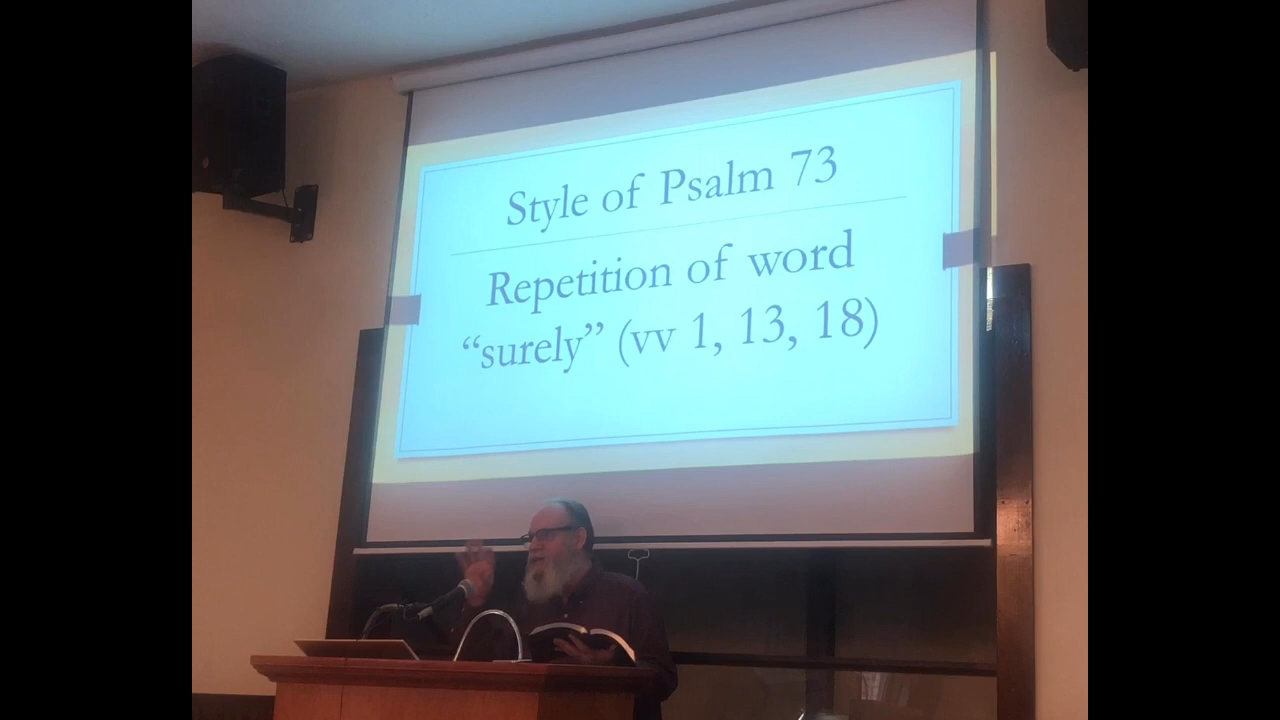 Style of Psalm 73
Repetition of word
“surely” (vv 1, 13, 18)